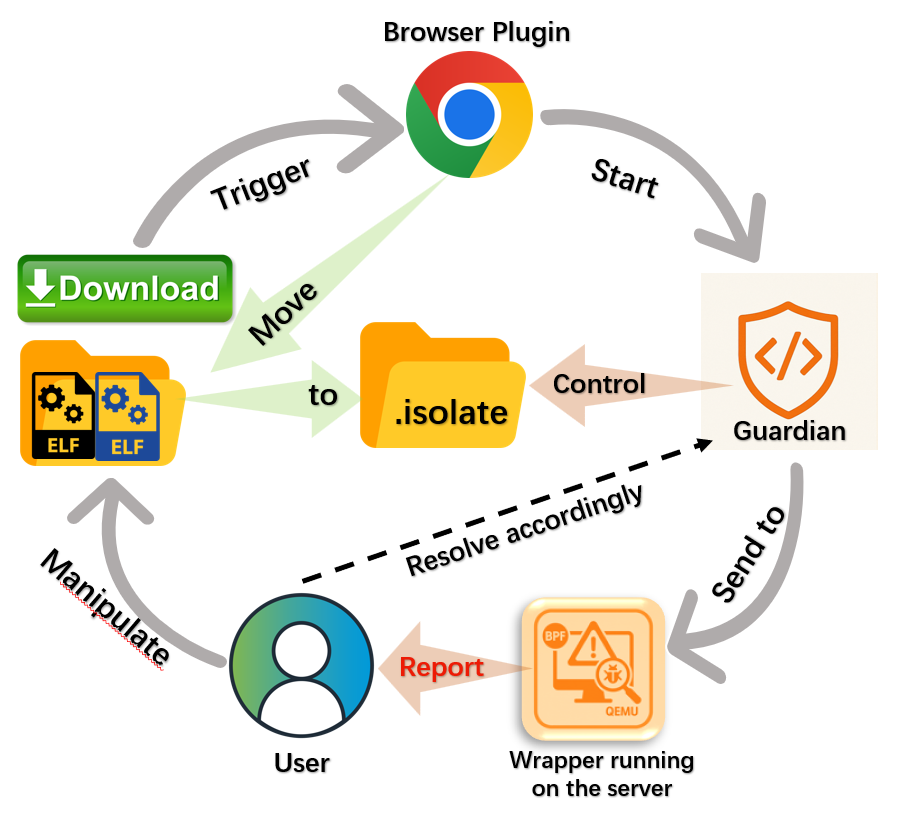 Browser Plugin
Trigger
Start
Download
Move
ELF
ELF
to
.isolate
Control
Guardian
Resolve accordingly
Send to
Manipulate
Report
BPF
QEMU
User
Wrapper running
on the server